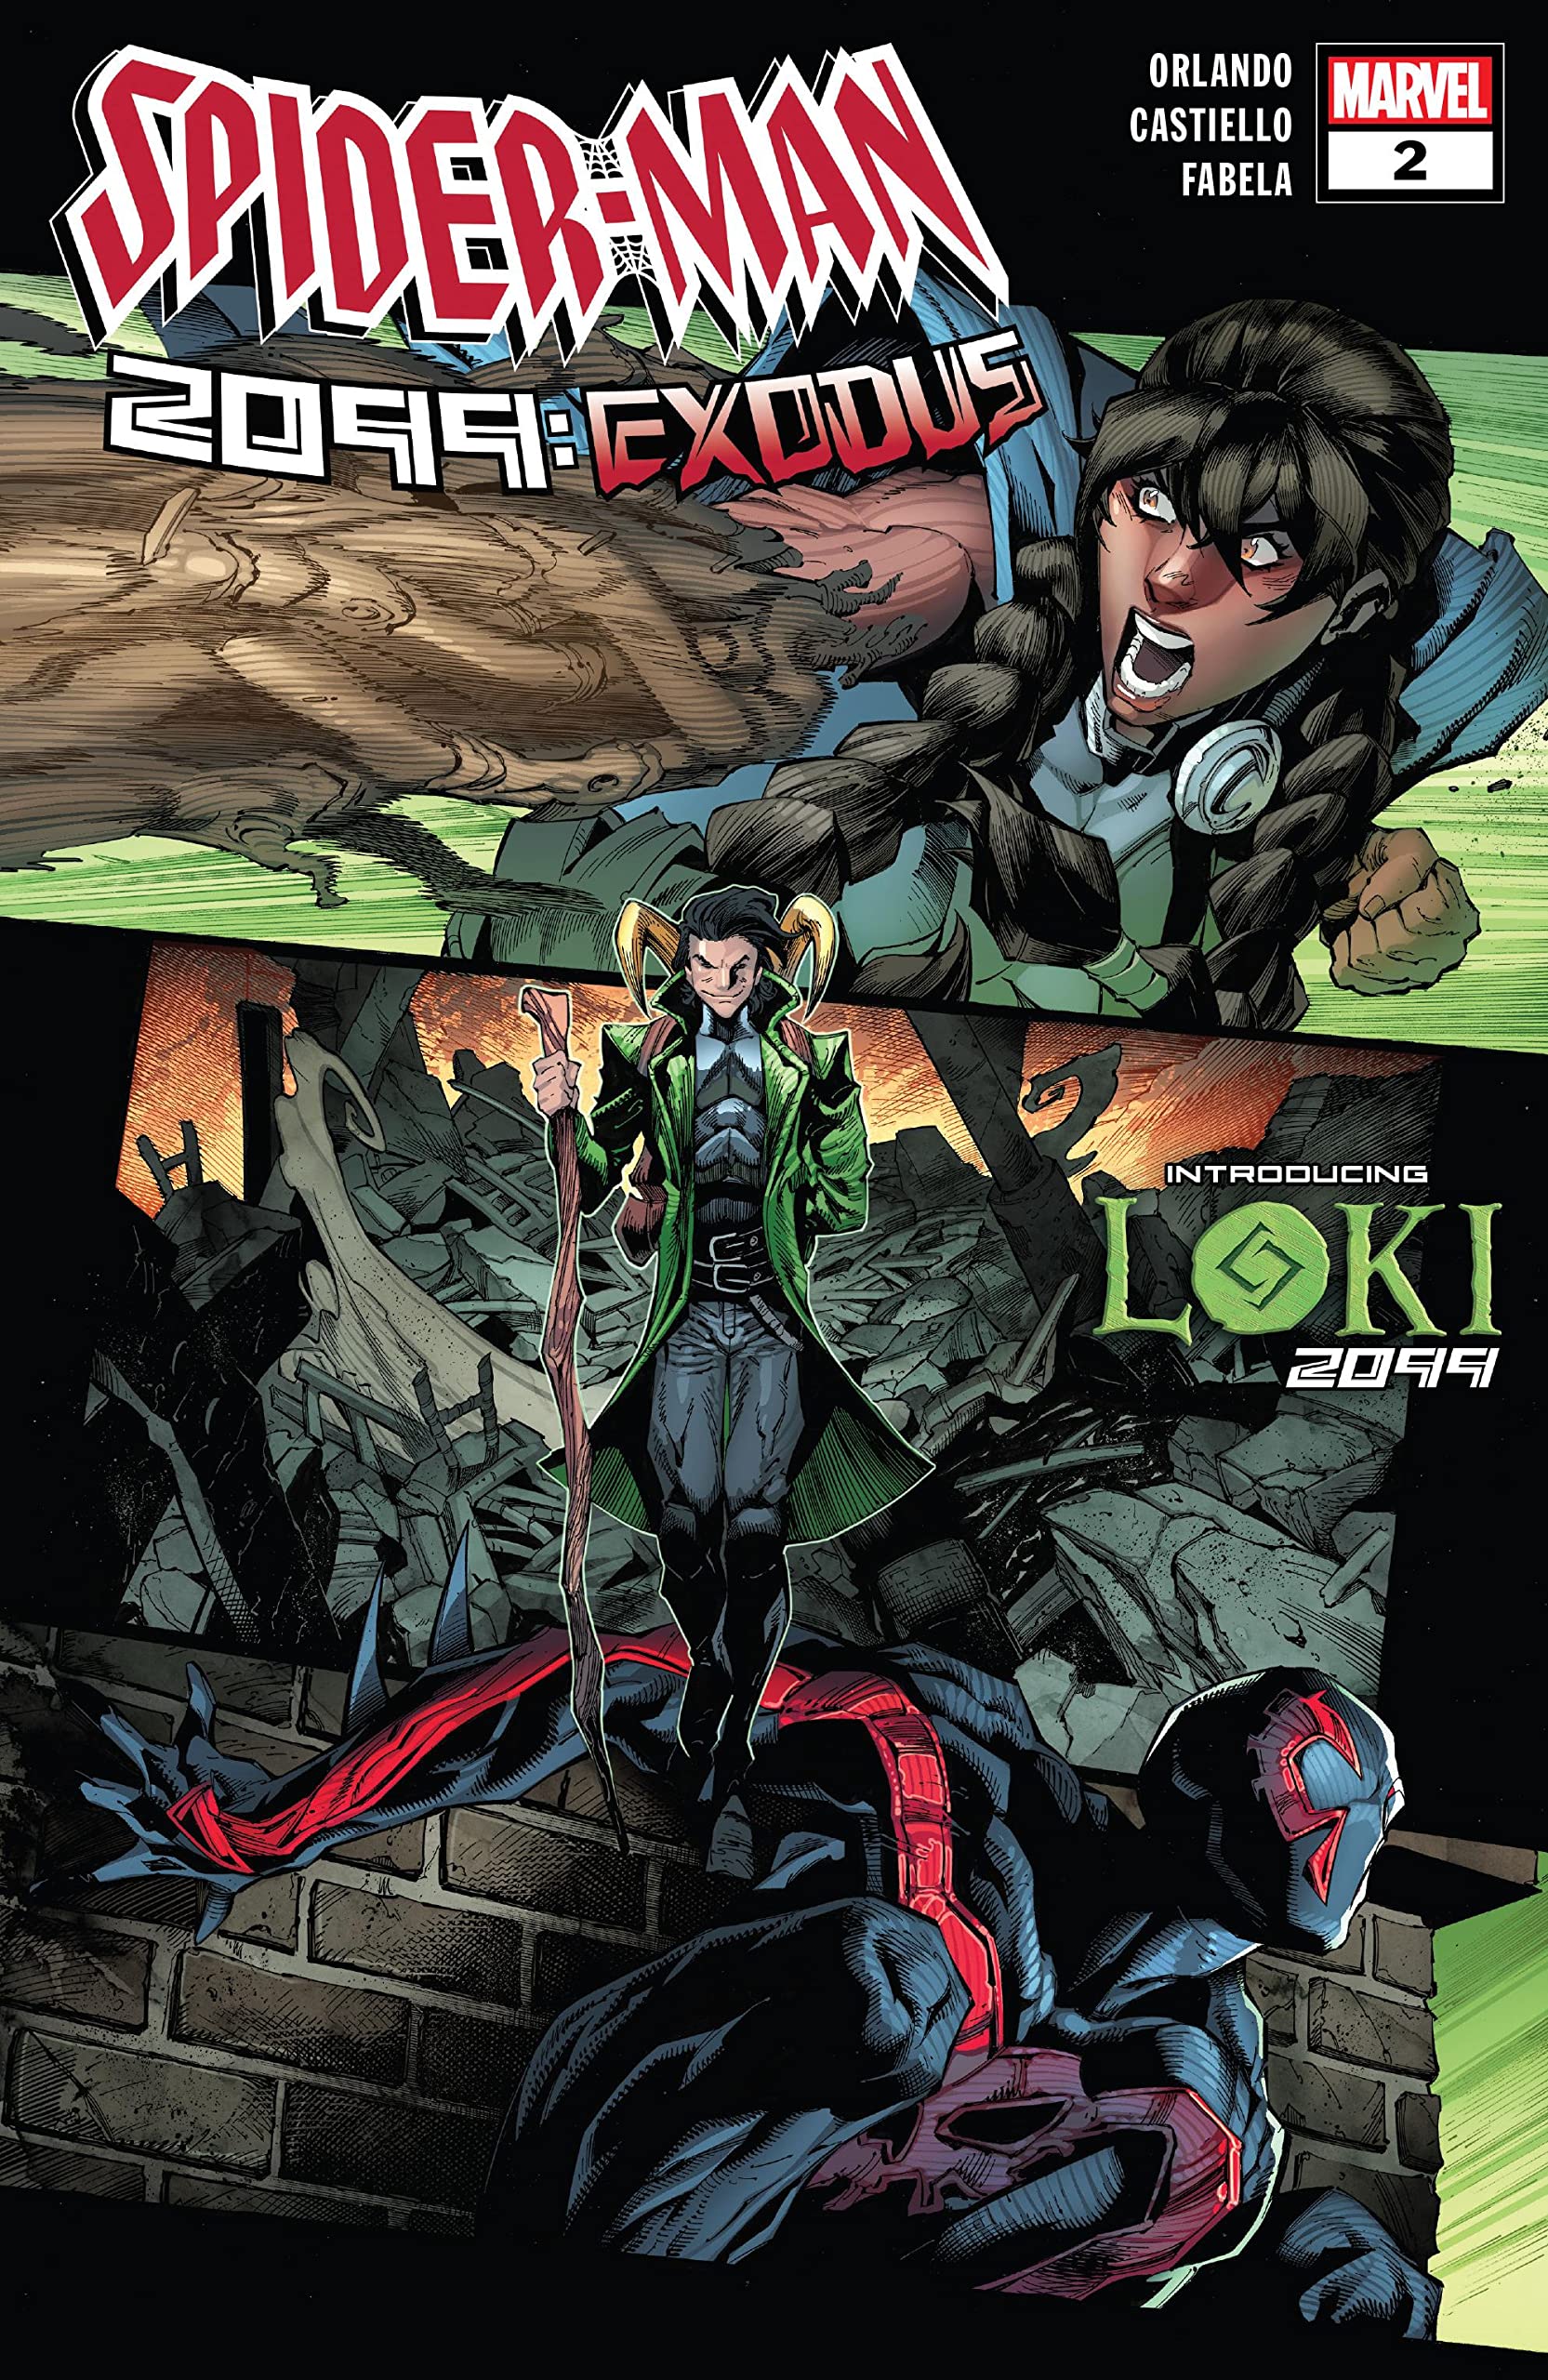 SPIDER-MAN
2099: EXODUS
ORLANDO
CASTIELLO
FABELA
MARVEL
2
INTRODUCING
LOKI
2099